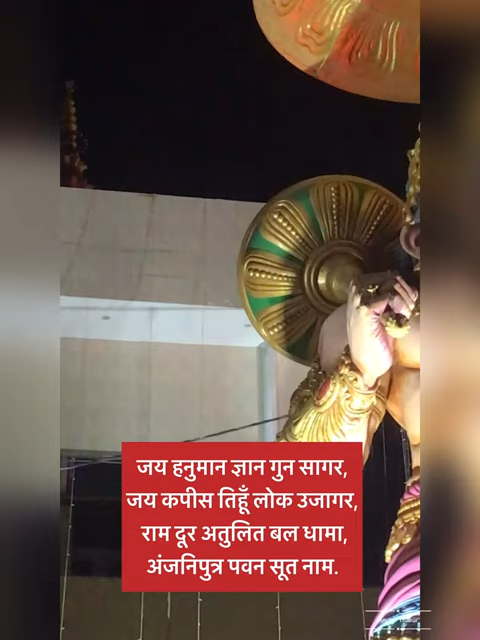 जय हनुमान ज्ञान गुन सागर,
जय कपीस तिहूँ लोक उजागर,
राम दूर अतुलित बल धामा,
अंजनिपुत्र पवन सूत नाम.